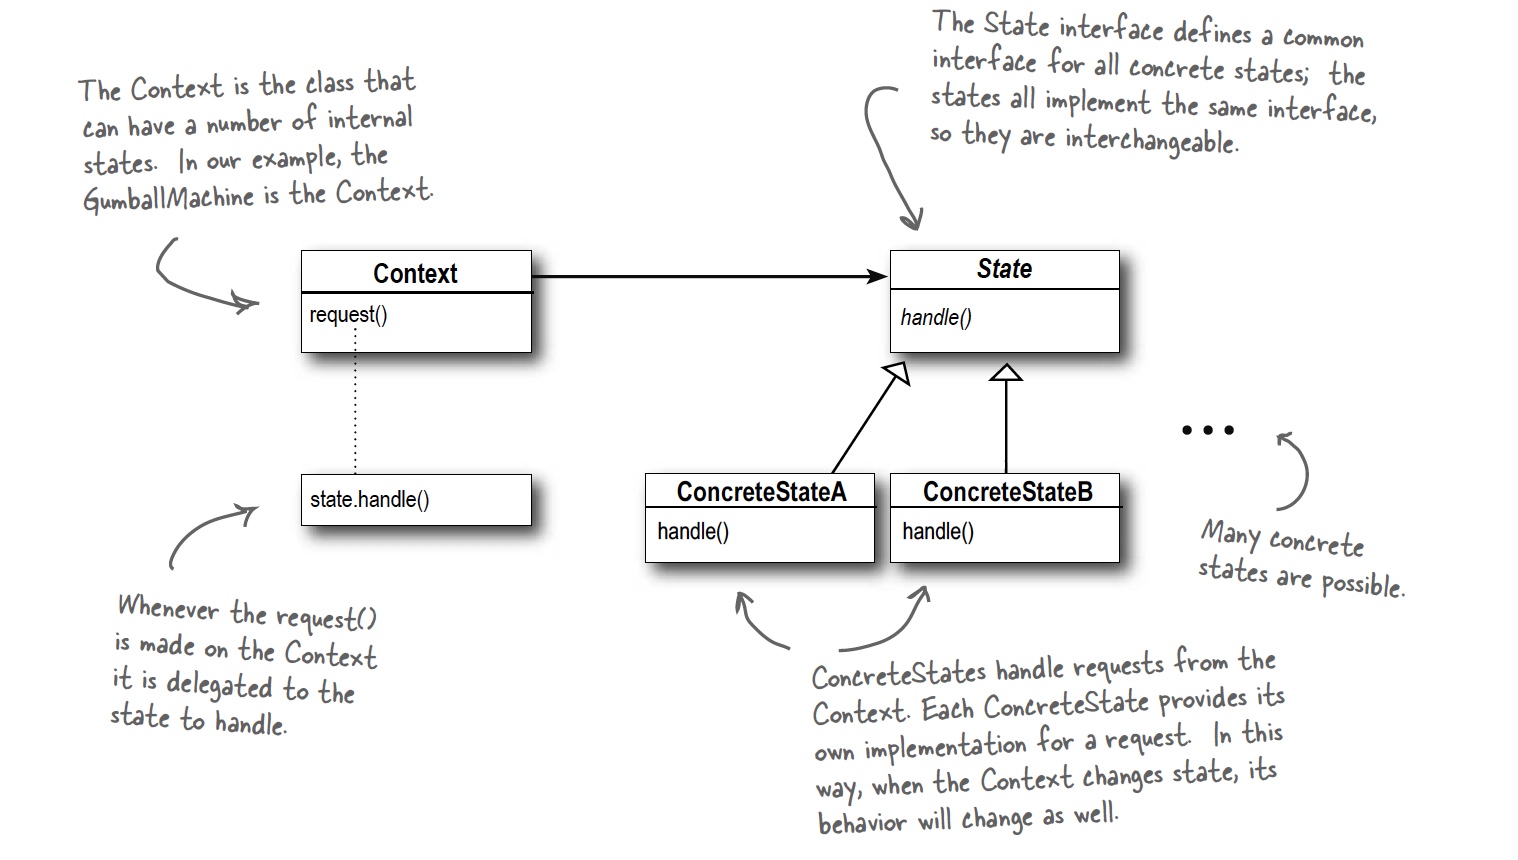 The State interface defines a common
interface for all concrete states; the
states all implement the same interface,
so they are interchangeable.
The Context is the class that
can have a number of internal
states. In our example, the
GumballMachine is the Context.
Context
request()
State
handle()
state.handle()
ConcreteStateA
handle()
ConcreteStateB
handle()
...
Many concrete
states are possible.
Whenever the request()
is made on the Context
it is delegated to the
state to handle.
ConcreteStates handle requests from the
Context. Each ConcreteState provides its
own implementation for a request. In this
way, when the Context changes state, its
behavior will change as well.